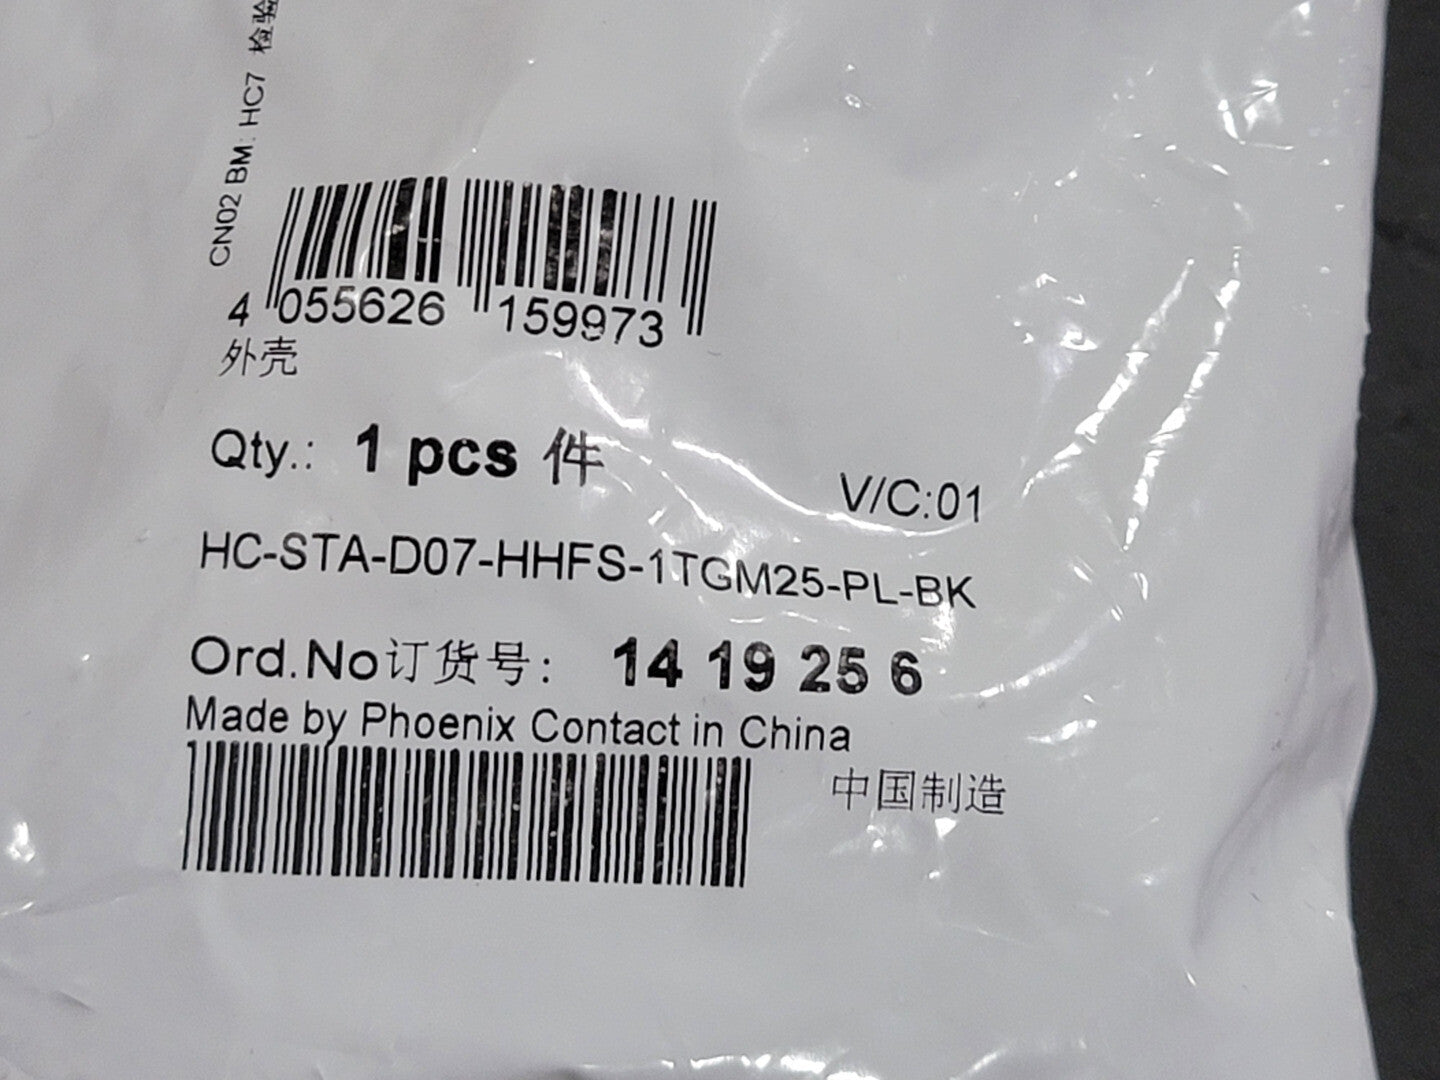 CN02 BM: HC7 检验
4 055626 159973
外壳
Qty.: 1 pcs 件
V/C:01
HC-STA-D07-HHFS-1TGM25-PL-BK
Ord.No订货号: 14 19 25 6
Made by Phoenix Contact in China
中国制造